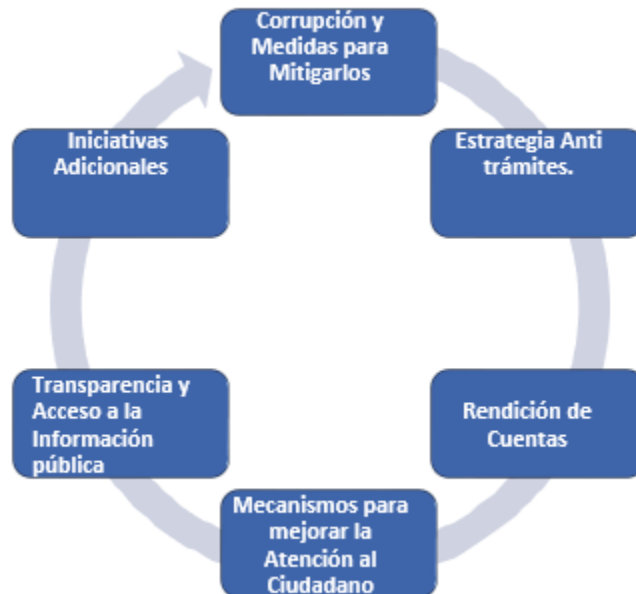 Corrupción y
Medidas para
Mitigarlos
Estrategia Anti
trámites.
Rendición de
Cuentas
Mecanismos para
mejorar la
Atención al
Ciudadano
Transparencia y
Acceso a la
Información
pública
Iniciativas
Adicionales